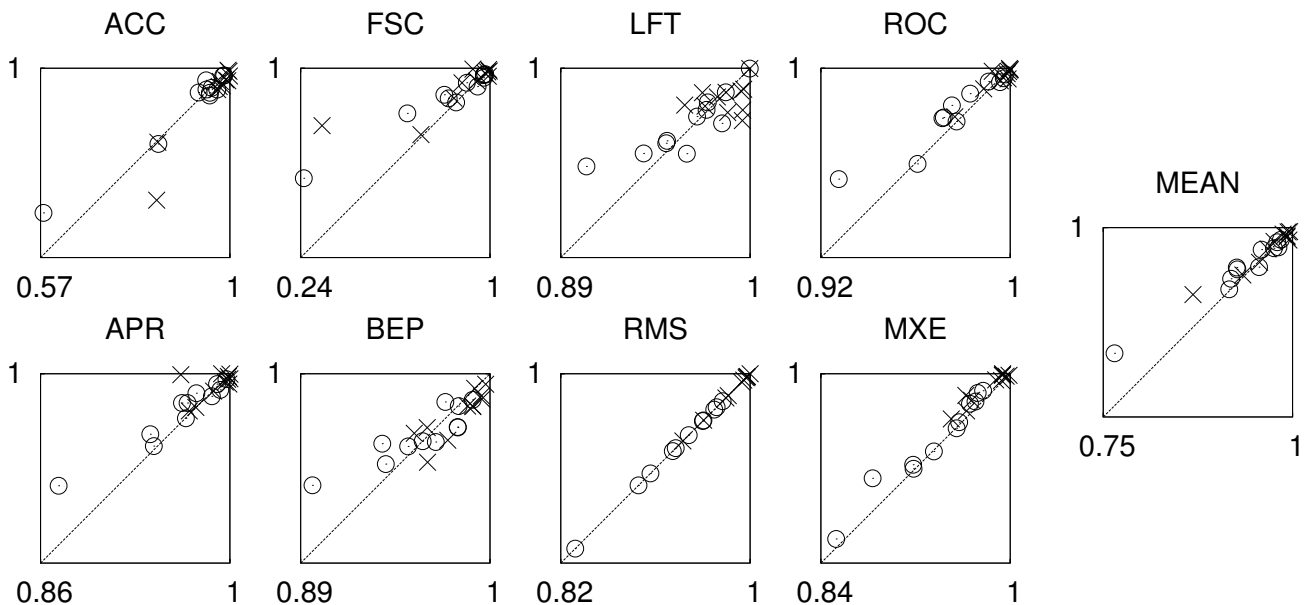 ACC FSC LFT ROC
1 1 1 1
0.57 1 0.24 1 0.89 1 0.92 1
MEAN
1
0.75 1
APR BEP RMS MXE
1 1 1 1
0.86 1 0.89 1 0.82 1 0.84 1